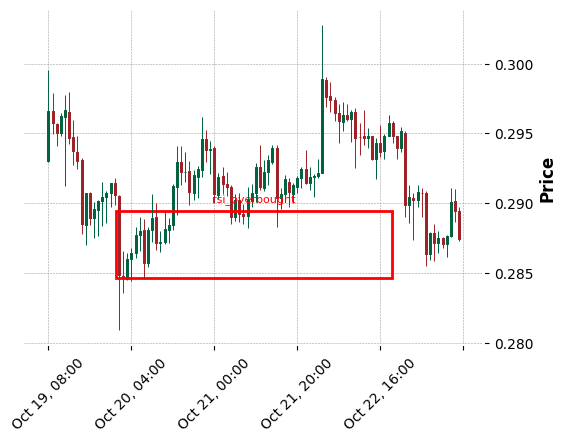 0.300
0.295
0.290
0.285
0.280
Price
rsi_overbought
Oct 19, 08:00
Oct 20, 04:00
Oct 21, 00:00
Oct 21, 20:00
Oct 22, 16:00